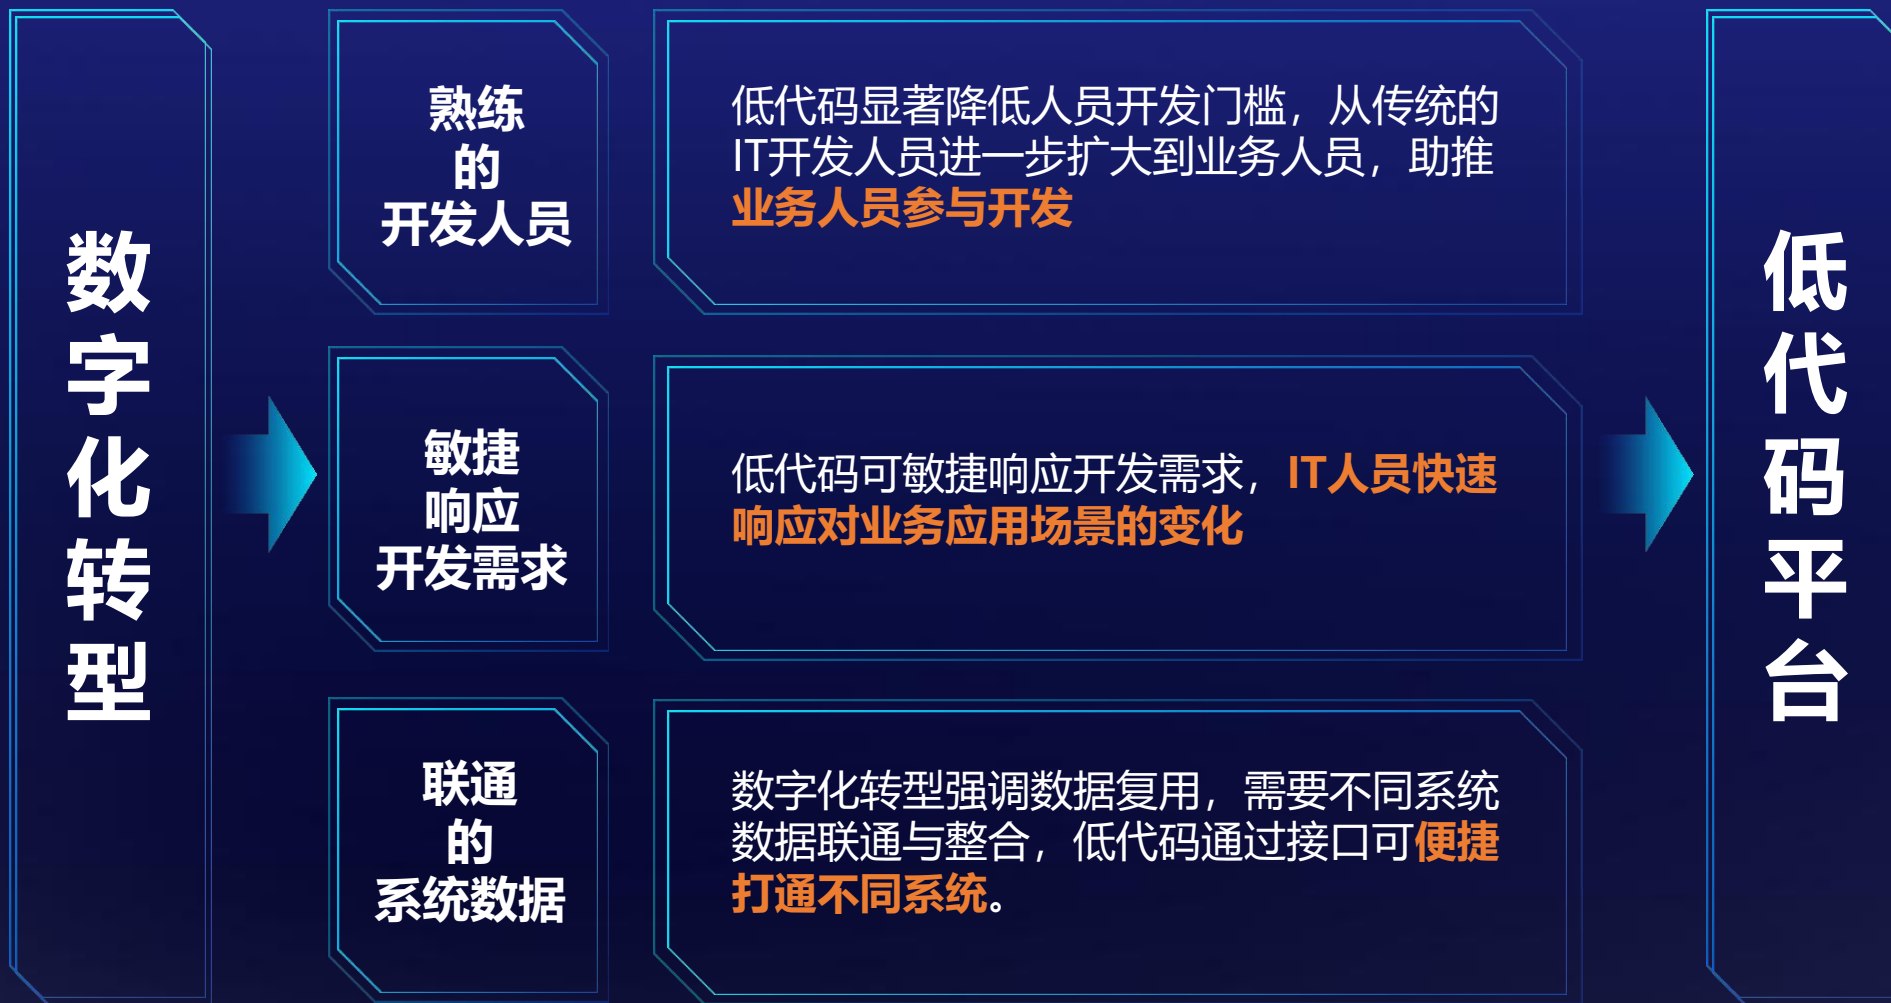 数字化转型
熟练
的
开发人员
低代码显著降低人员开发门槛，从传统的
IT开发人员进一步扩大到业务人员，助推
业务人员参与开发
敏捷
响应
开发需求
低代码可敏捷响应开发需求，IT人员快速
响应对业务应用场景的变化
联通
的
系统数据
数字化转型强调数据复用，需要不同系统
数据联通与整合，低代码通过接口可便捷
打通不同系统。
低代码平台